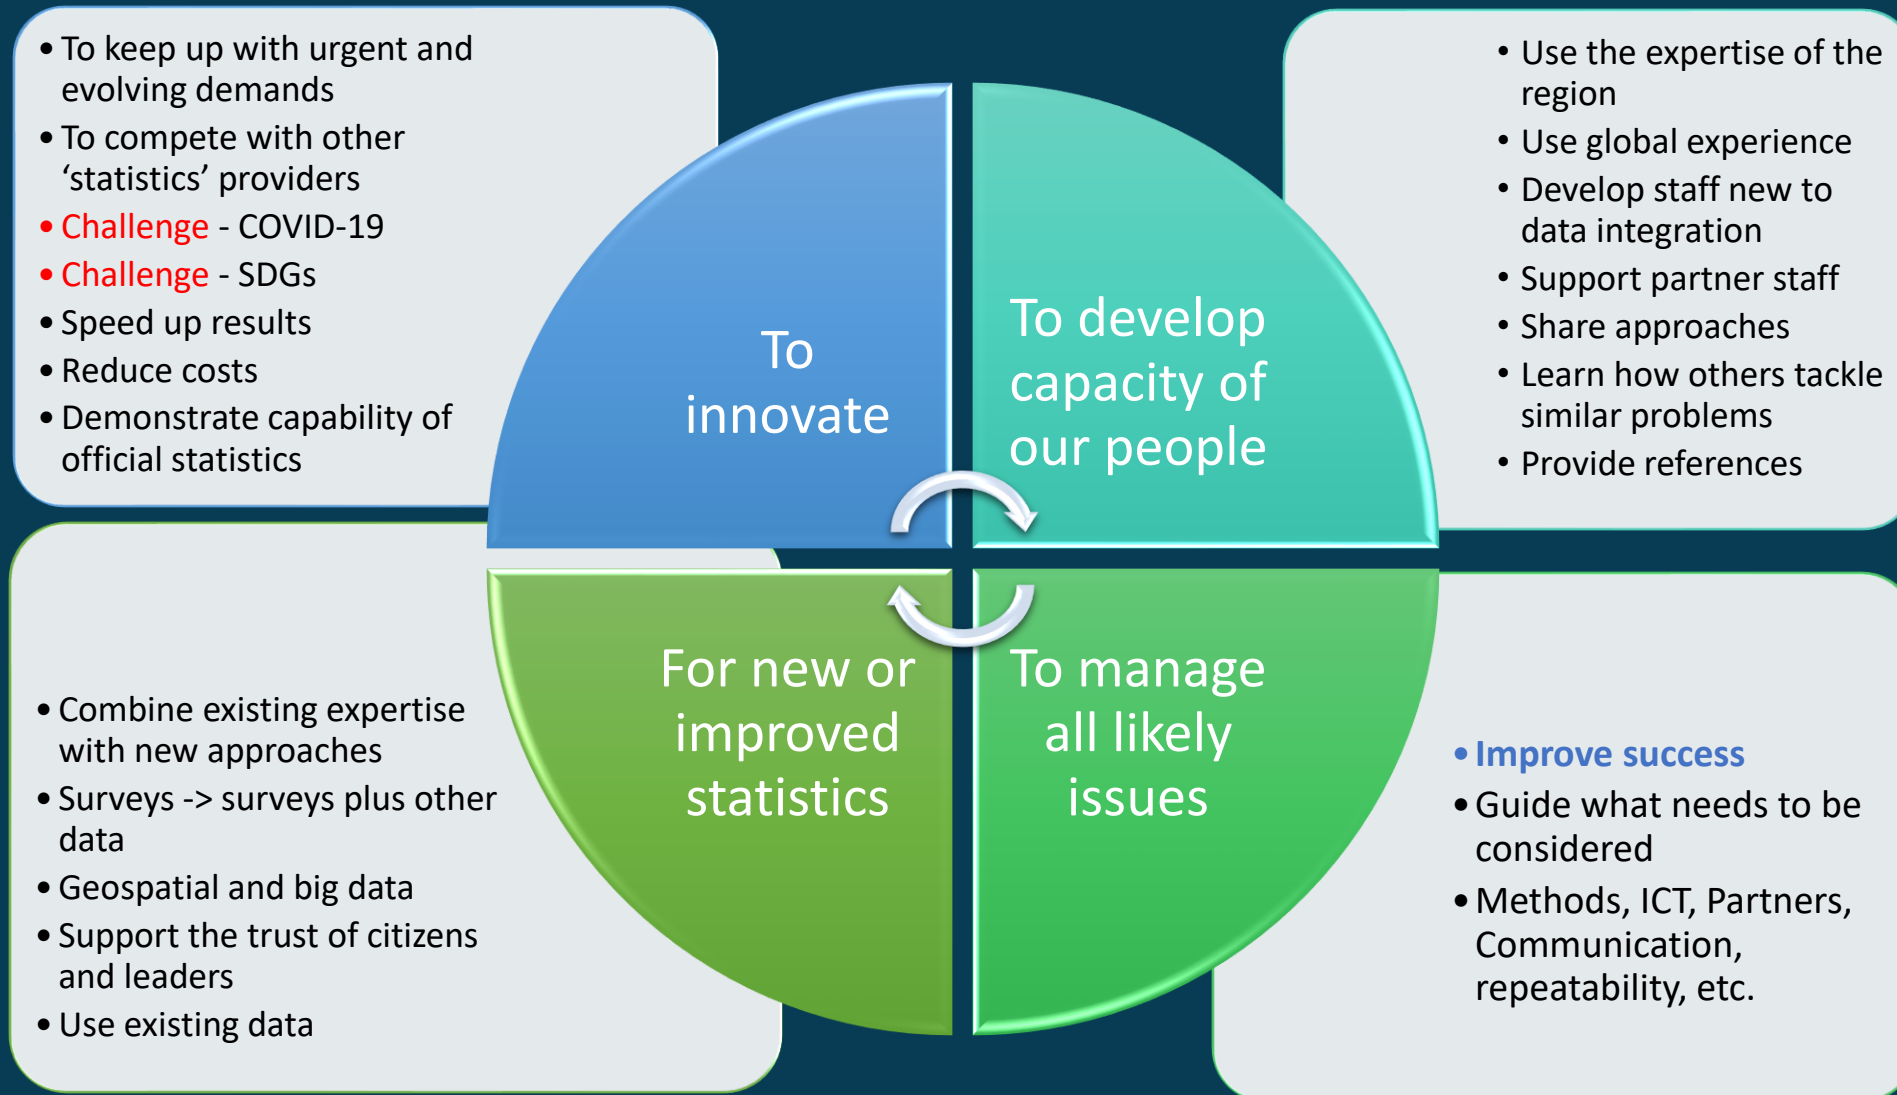 • To keep up with urgent and
evolving demands
• To compete with other
‘statistics’ providers
• Challenge - COVID-19
• Challenge - SDGs
• Speed up results
• Reduce costs
• Demonstrate capability of
official statistics
To
innovate
To develop
capacity of
our people
• Use the expertise of the
region
• Use global experience
• Develop staff new to
data integration
• Support partner staff
• Share approaches
• Learn how others tackle
similar problems
• Provide references
• Combine existing expertise
with new approaches
• Surveys -> surveys plus other
data
• Geospatial and big data
• Support the trust of citizens
and leaders
• Use existing data
For new or
improved
statistics
To manage
all likely
issues
• Improve success
• Guide what needs to be
considered
• Methods, ICT, Partners,
Communication,
repeatability, etc.